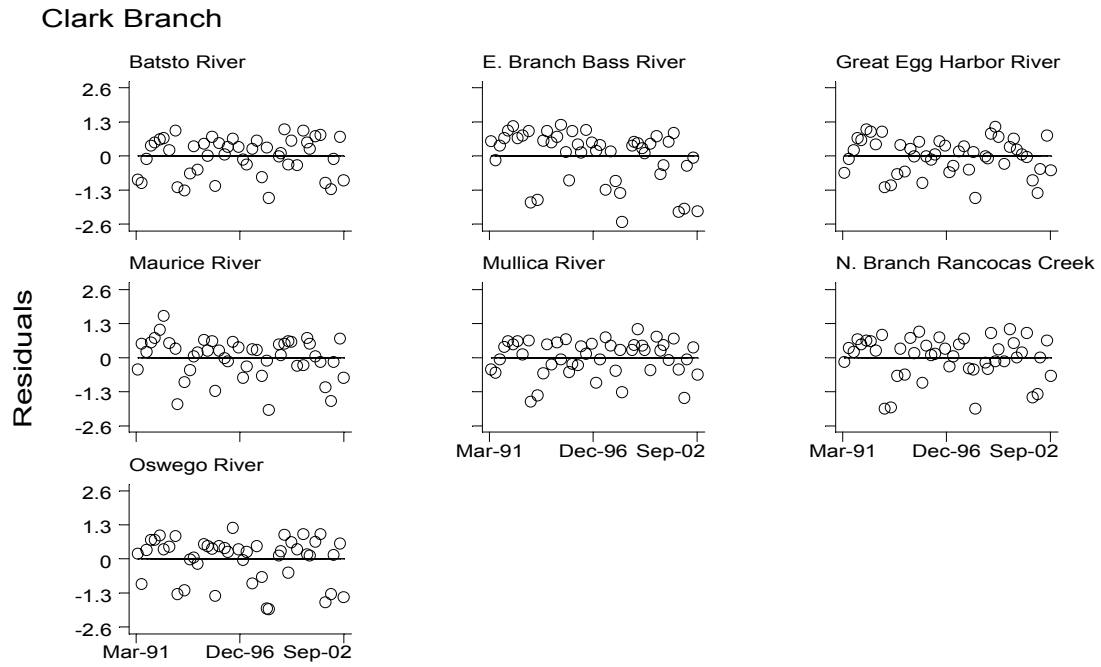 Clark Branch
Batsto River
E. Branch Bass River
Great Egg Harbor River
2.6
1.3
0
-1.3
-2.6
Maurice River
Mullica River
N. Branch Rancocas Creek
2.6
1.3
0
-1.3
-2.6
Residuals
Mar-91 Dec-96 Sep-02
Mar-91 Dec-96 Sep-02
Oswego River
2.6
1.3
0
-1.3
-2.6
Mar-91 Dec-96 Sep-02